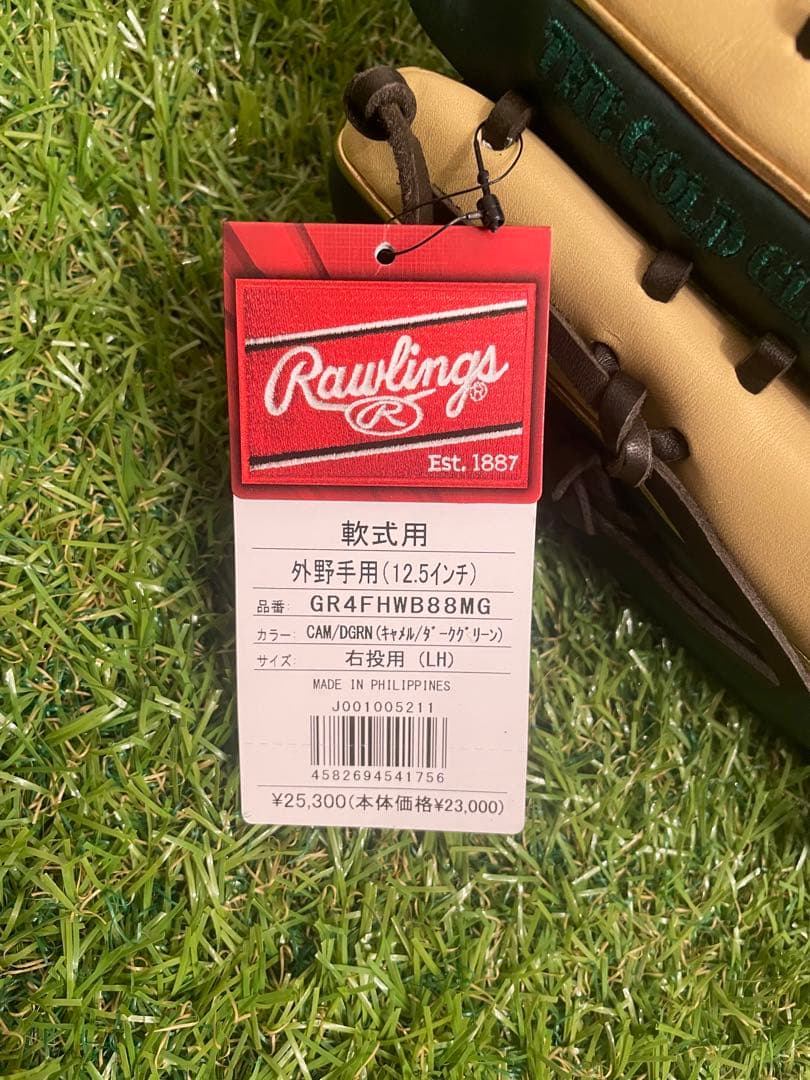 THE GOLD
Rawlings®
R
Est. 1887
軟式用
外野手用(12.5インチ)
品番: GR4FHWB88MG
カラー: CAM/DGRN(ｷｬﾒﾙ/ﾀﾞｰｸｸﾞﾘｰﾝ)
サイズ: 右投用 (LH)
MADE IN PHILIPPINES
J001005211
4582694541756
¥25,300(本体価格¥23,000)